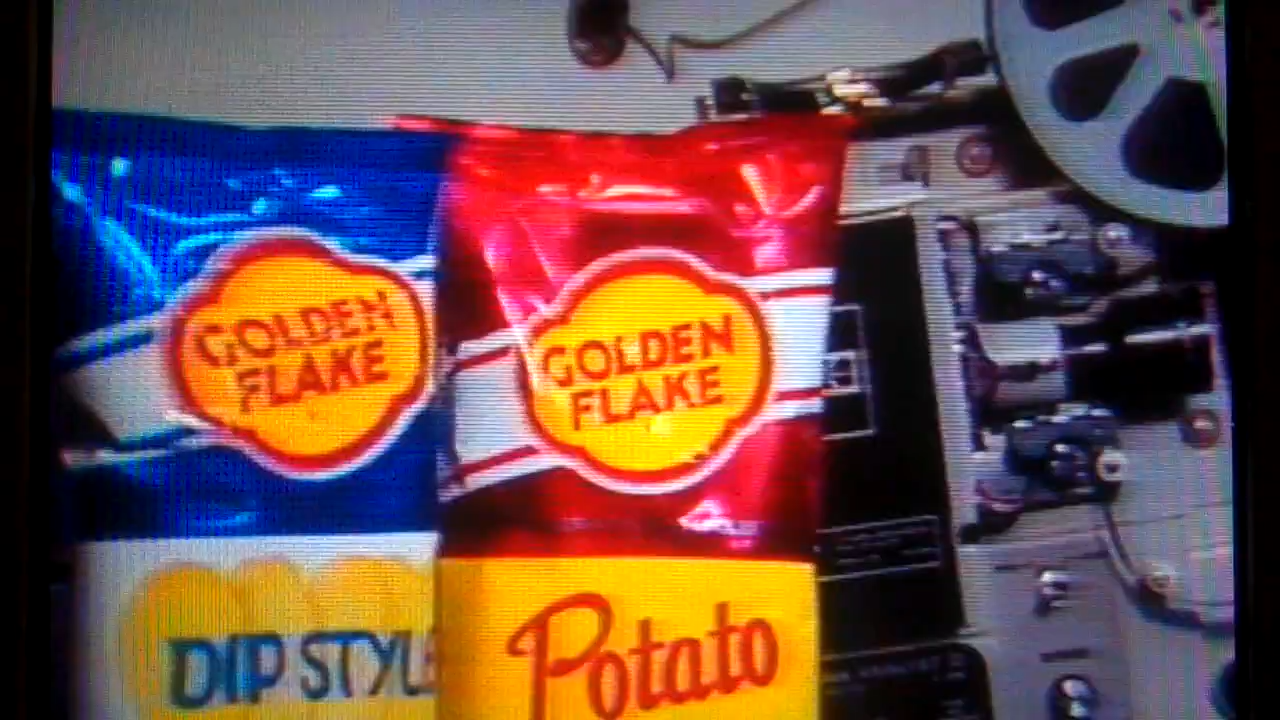 GOLDEN
FLAKE
DIP STYLE
GOLDEN
FLAKE
Potato